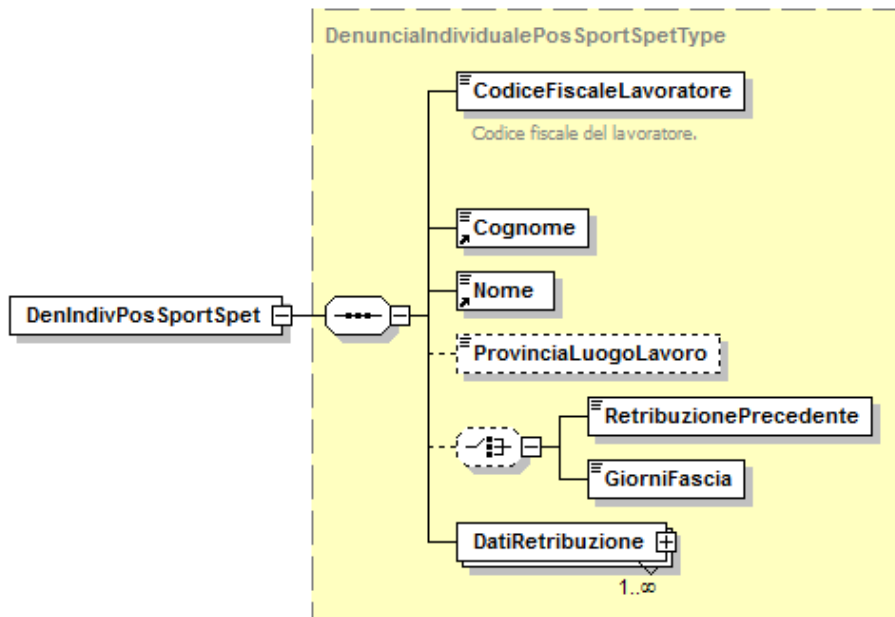 DenunciaIndividualePosSportSpetType
CodiceFiscaleLavoratore
Codice fiscale del lavoratore.
Cognome
Nome
DenIndivPosSportSpet
ProvinciaLuogoLavoro
RetribuzionePrecedente
GiorniFascia
DatiRetribuzione
1..∞